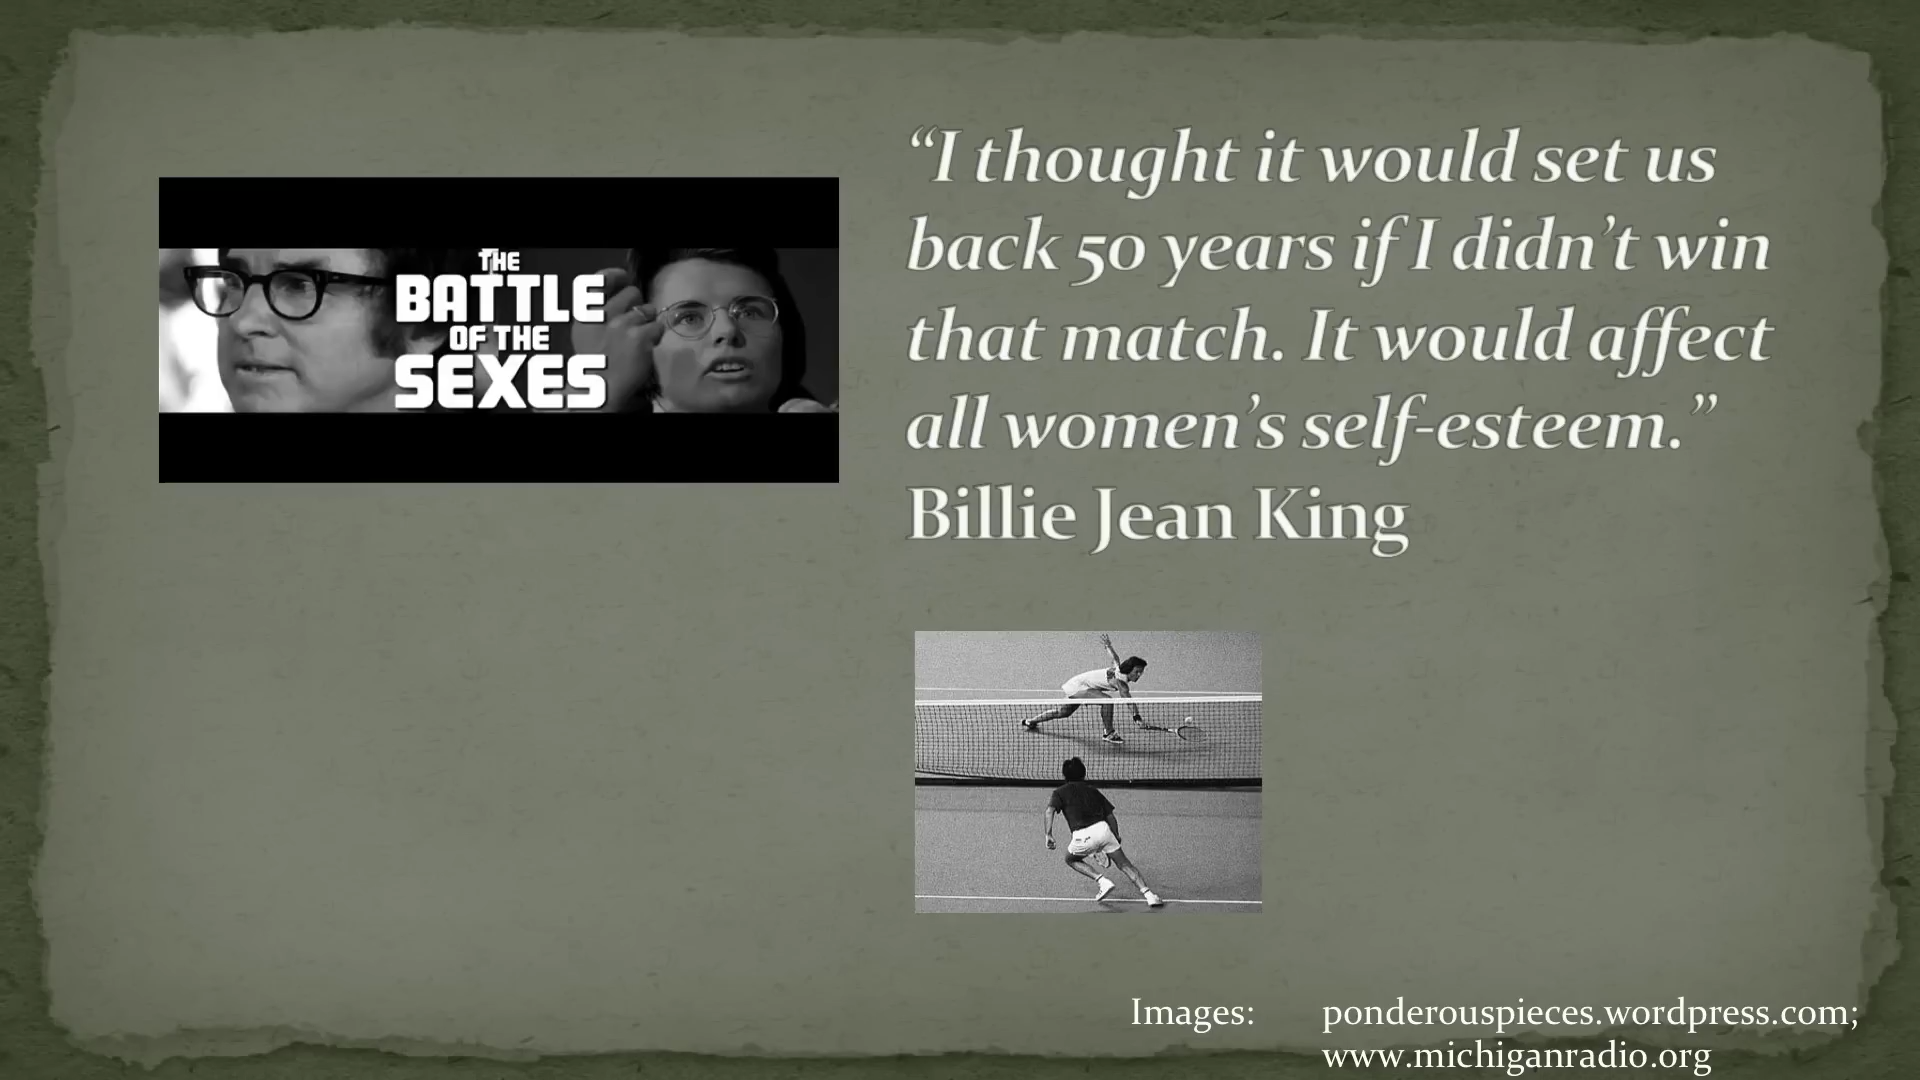 THE
BATTLE
OF THE
SEXES
“I thought it would set us
back 50 years if I didn’t win
that match. It would affect
all women’s self-esteem.”
Billie Jean King
Images: ponderouspieces.wordpress.com;
www.michiganradio.org